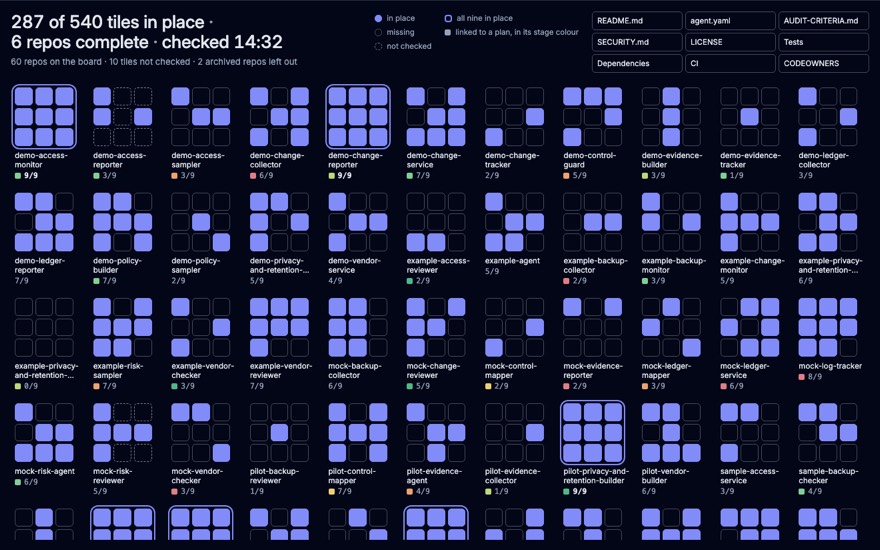 287 of 540 tiles in place ·
6 repos complete · checked 14:32
60 repos on the board · 10 tiles not checked · 2 archived repos left out
in place
all nine in place
missing
linked to a plan, in its stage colour
not checked
README.md
agent.yaml
AUDIT-CRITERIA.md
SECURITY.md
LICENSE
Tests
Dependencies
CI
CODEOWNERS
demo-access-
monitor
9/9
demo-access-
reporter
3/9
demo-access-
sampler
3/9
demo-change-
collector
6/9
demo-change-
reporter
9/9
demo-change-
service
7/9
demo-change-
tracker
2/9
demo-control-
guard
5/9
demo-evidence-
builder
3/9
demo-evidence-
tracker
1/9
demo-ledger-
collector
3/9
demo-ledger-
reporter
7/9
demo-policy-
builder
7/9
demo-policy-
sampler
2/9
demo-privacy-
and-retention-...
5/9
demo-vendor-
service
4/9
example-access-
reviewer
2/9
example-agent
5/9
example-backup-
collector
2/9
example-backup-
monitor
3/9
example-change-
monitor
5/9
example-privacy-
and-retention-...
6/9
example-privacy-
and-retention-...
0/9
example-risk-
sampler
7/9
example-vendor-
checker
3/9
example-vendor-
reviewer
7/9
mock-backup-
collector
6/9
mock-change-
reviewer
5/9
mock-control-
mapper
2/9
mock-evidence-
reporter
2/9
mock-ledger-
mapper
3/9
mock-ledger-
service
6/9
mock-log-tracker
8/9
mock-risk-agent
6/9
mock-risk-
reviewer
5/9
mock-vendor-
checker
3/9
pilot-backup-
reviewer
1/9
pilot-control-
mapper
7/9
pilot-evidence-
agent
4/9
pilot-evidence-
collector
1/9
pilot-privacy-and-
retention-builder
9/9
pilot-vendor-
builder
6/9
sample-access-
service
3/9
sample-backup-
checker
4/9